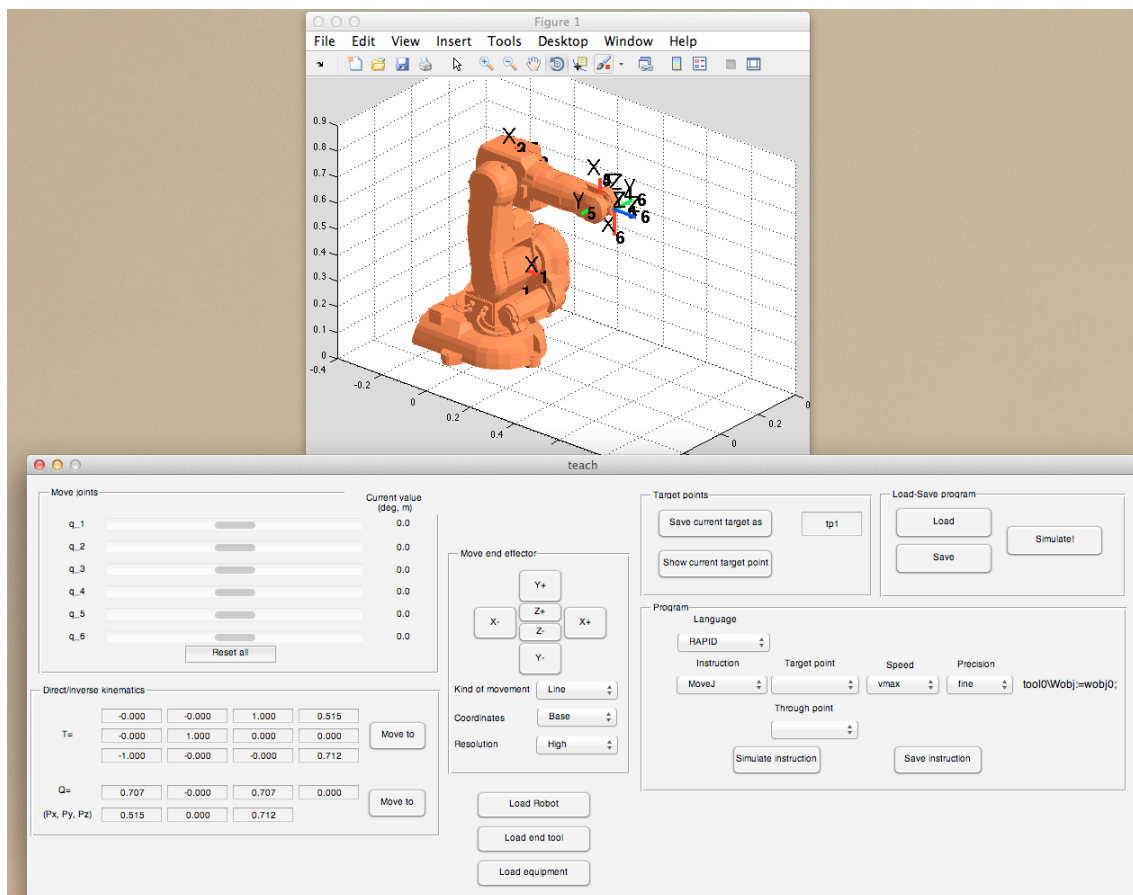 Figure 1
File Edit View Insert Tools Desktop Window Help
0.9
0.8
0.7
0.6
0.5
0.4
0.3
0.2
0.1
0
-0.4
-0.2
0
0.2
0.4
0
0.2
0
X
2
X
Z
Y
4
6
Y
5
Z
6
X
6
X
1
1
teach
Move joints
Current value
(deg, m)
q_1 0.0
q_2 0.0
q_3 0.0
q_4 0.0
q_5 0.0
q_6 0.0
Reset all
Direct/inverse kinematics
-0.000 -0.000 1.000 0.515
T= -0.000 1.000 0.000 0.000 Move to
-1.000 -0.000 -0.000 0.712
Q= 0.707 -0.000 0.707 0.000 Move to
(Px, Py, Pz) 0.515 0.000 0.712
Move end effector
Y+
X- Z+ X+
Z-
Y-
Kind of movement Line
Coordinates Base
Resolution High
Load Robot
Load end tool
Load equipment
Target points
Save current target as tp1
Show current target point
Load-Save program
Load
Simulate!
Save
Program
Language
RAPID
Instruction Target point Speed Precision
MoveJ vmax fine tool0\Wobj:=wobj0;
Through point
Simulate instruction Save instruction